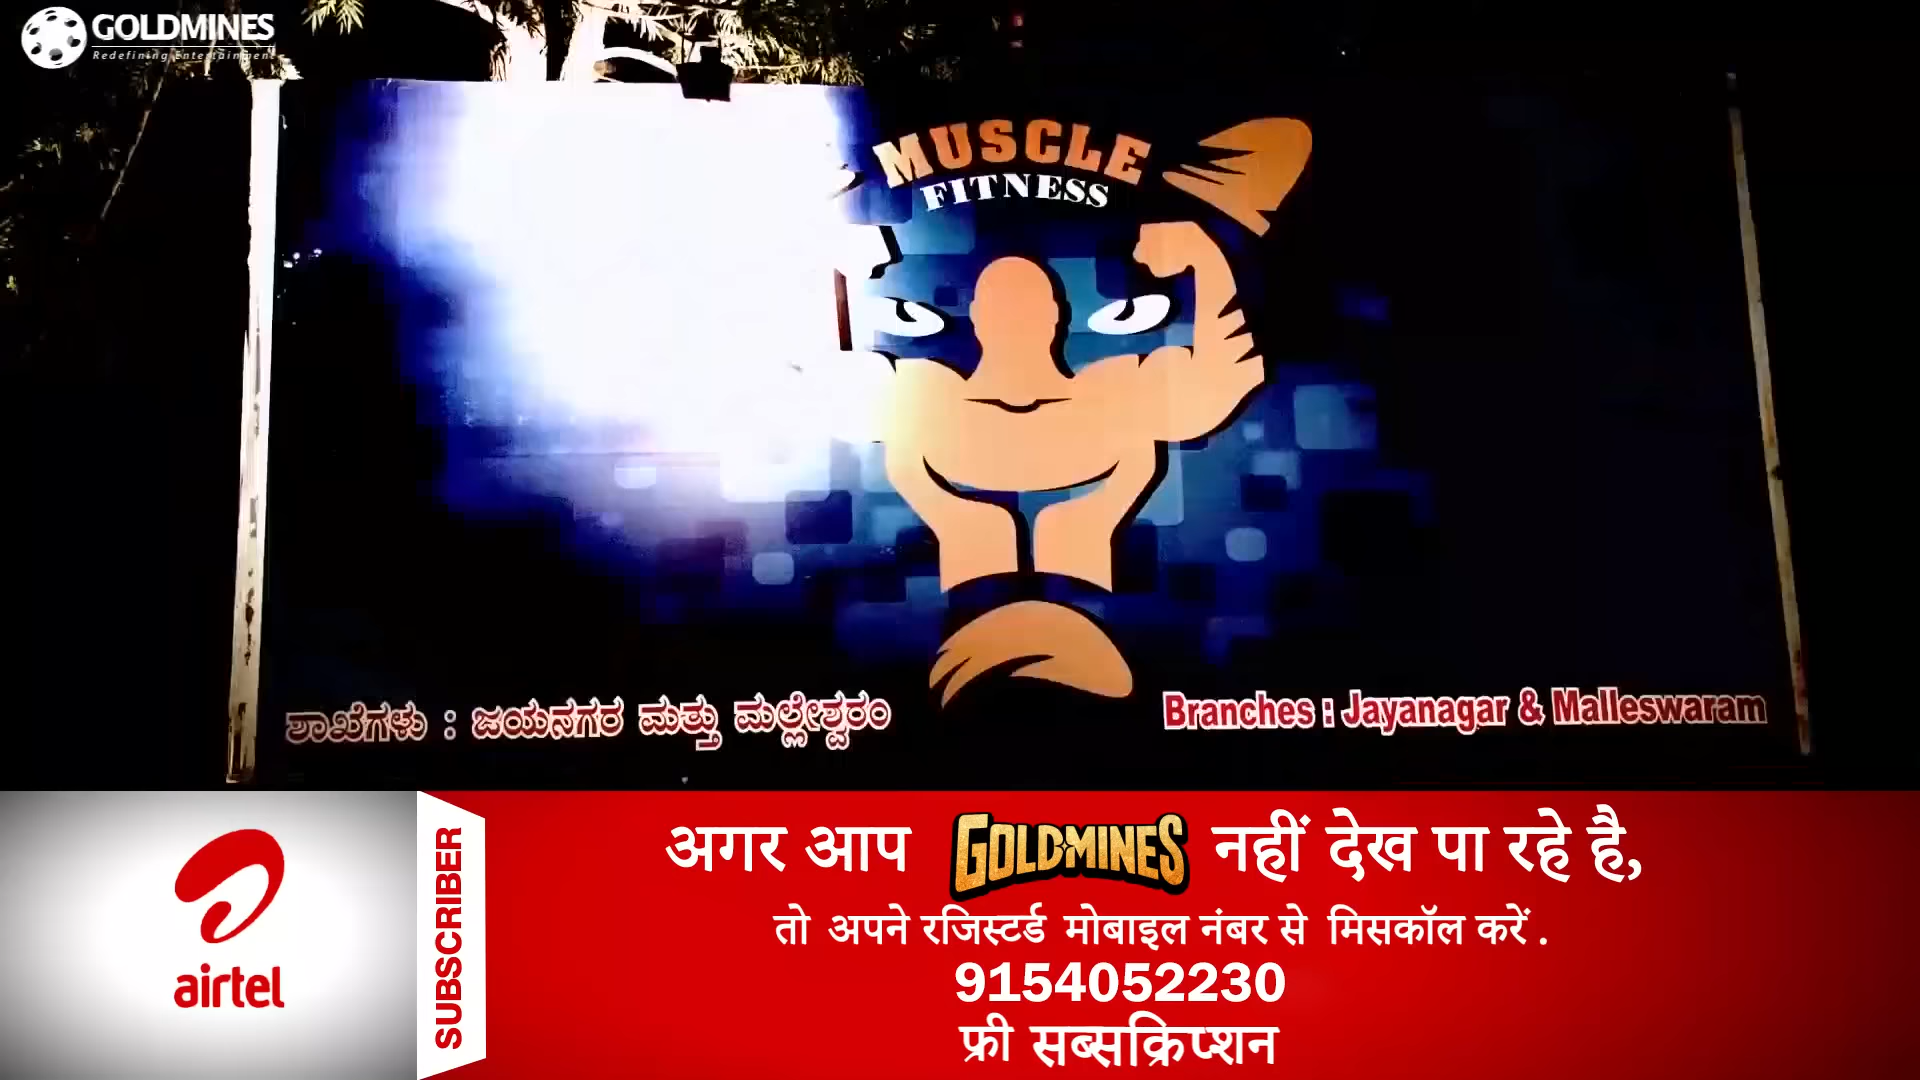 GOLDMINES
Redefining Entertainment
MUSCLE
FITNESS
ಶಾಖೆಗಳು : ಜಯನಗರ ಮತ್ತು ಮಲ್ಲೇಶ್ವರಂ
Branches : Jayanagar & Malleswaram
airtel
SUBSCRIBER
अगर आप GOLDMINES नहीं देख पा रहे है,
तो अपने रजिस्टर्ड मोबाइल नंबर से मिसकॉल करें .
9154052230
फ्री सब्सक्रिप्शन